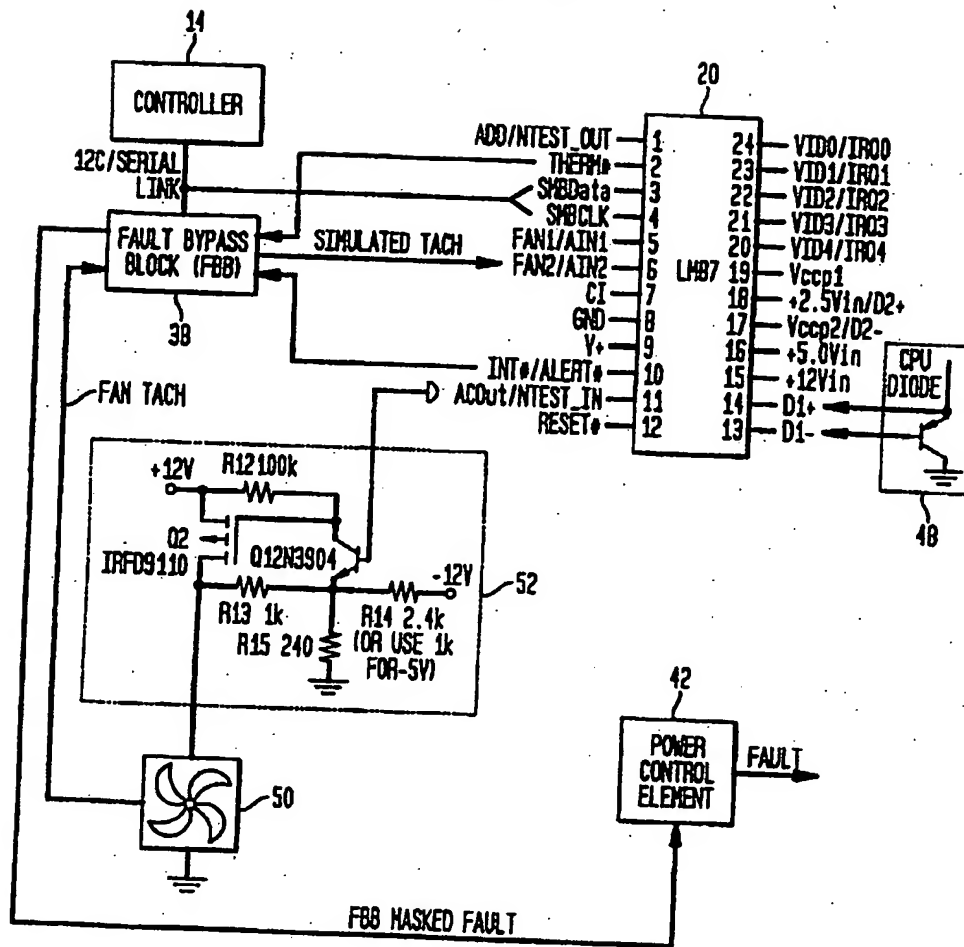 14
CONTROLLER
12C/SERIAL
LINK
FAULT BYPASS
BLOCK (FBB)
38
SIMULATED TACH
FAN TACH
20
LM87
ADD/NTEST_OUT 1
THERM# 2
SMBData 3
SMBCLK 4
FAN1/AIN1 5
FAN2/AIN2 6
CI 7
GND 8
V+ 9
INT#/ALERT# 10
ACOut/NTEST_IN 11
RESET# 12
24 VID0/IRQ0
23 VID1/IRQ1
22 VID2/IRQ2
21 VID3/IRQ3
20 VID4/IRQ4
19 Vccp1
18 +2.5Vin/D2+
17 Vccp2/D2-
16 +5.0Vin
15 +12Vin
14 D1+
13 D1-
CPU
DIODE
48
+12V
R12100k
Q2
IRFD9110
Q12N3904
-12V
R13 1k
R14 2.4k
(OR USE 1k
FOR-5V)
R15 240
52
50
42
POWER
CONTROL
ELEMENT
FAULT
FBB MASKED FAULT